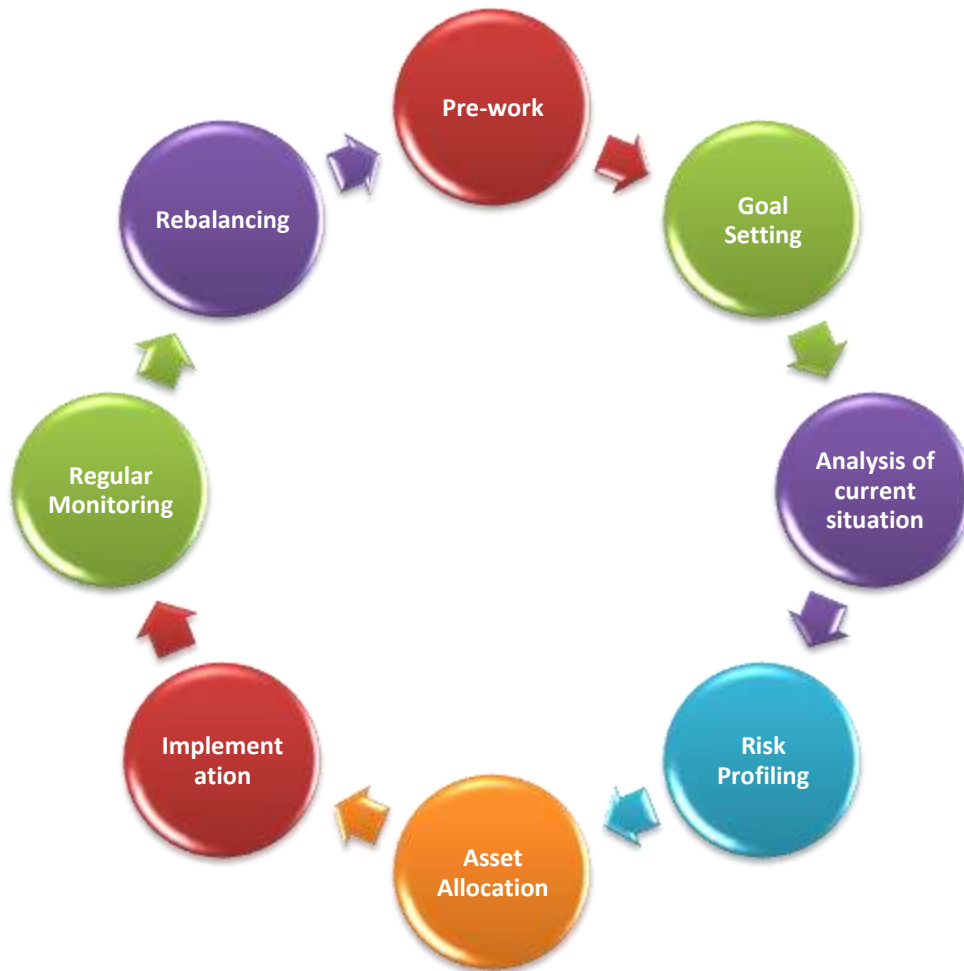 Pre-work
Goal
Setting
Analysis of
current
situation
Risk
Profiling
Asset
Allocation
Implement
ation
Regular
Monitoring
Rebalancing